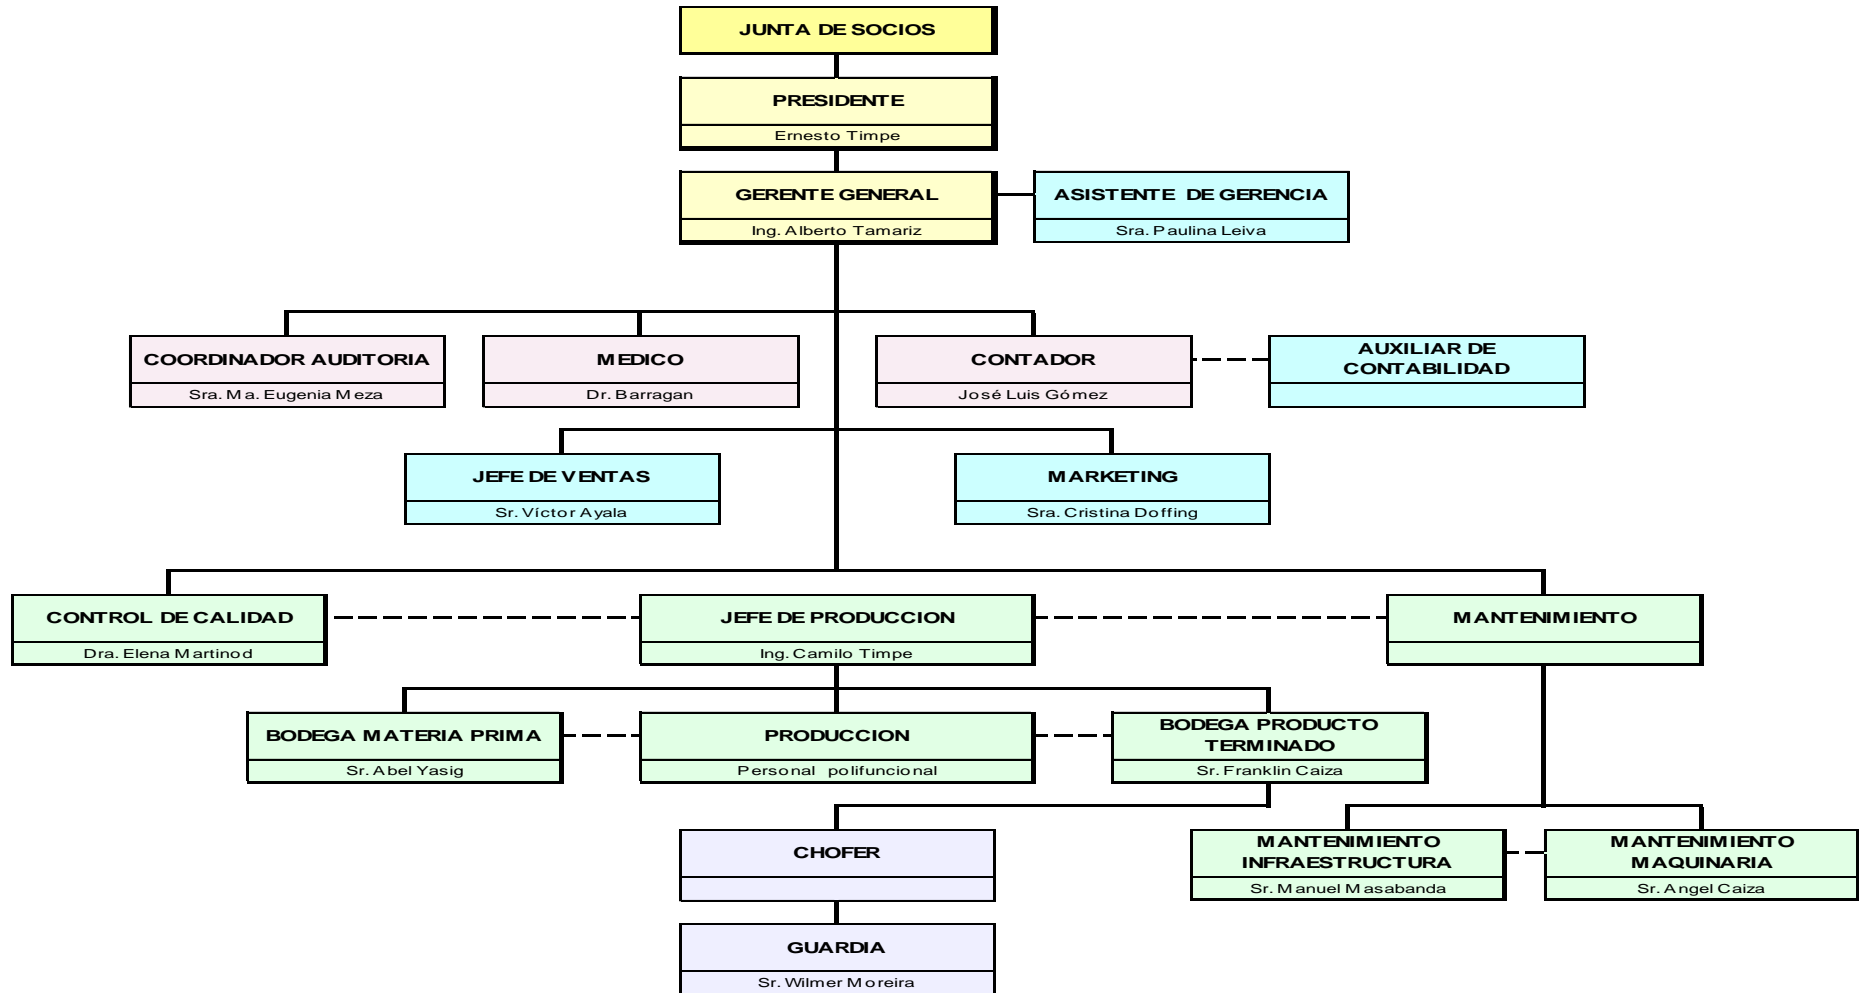 JUNTA DE SOCIOS
PRESIDENTE
Ernesto Timpe
GERENTE GENERAL
Ing. Alberto Tamariz
ASISTENTE DE GERENCIA
Sra. Paulina Leiva
COORDINADOR AUDITORIA
Sra. Ma. Eugenia Meza
MEDICO
Dr. Barragan
CONTADOR
José Luis Gómez
AUXILIAR DE
CONTABILIDAD
JEFE DE VENTAS
Sr. Víctor Ayala
MARKETING
Sra. Cristina Doffing
CONTROL DE CALIDAD
Dra. Elena Martinod
JEFE DE PRODUCCION
Ing. Camilo Timpe
MANTENIMIENTO
BODEGA MATERIA PRIMA
Sr. Abel Yasig
PRODUCCION
Personal polifuncional
BODEGA PRODUCTO
TERMINADO
Sr. Franklin Caiza
CHOFER
MANTENIMIENTO
INFRAESTRUCTURA
Sr. Manuel Masabanda
MANTENIMIENTO
MAQUINARIA
Sr. Angel Caiza
GUARDIA
Sr. Wilmer Moreira